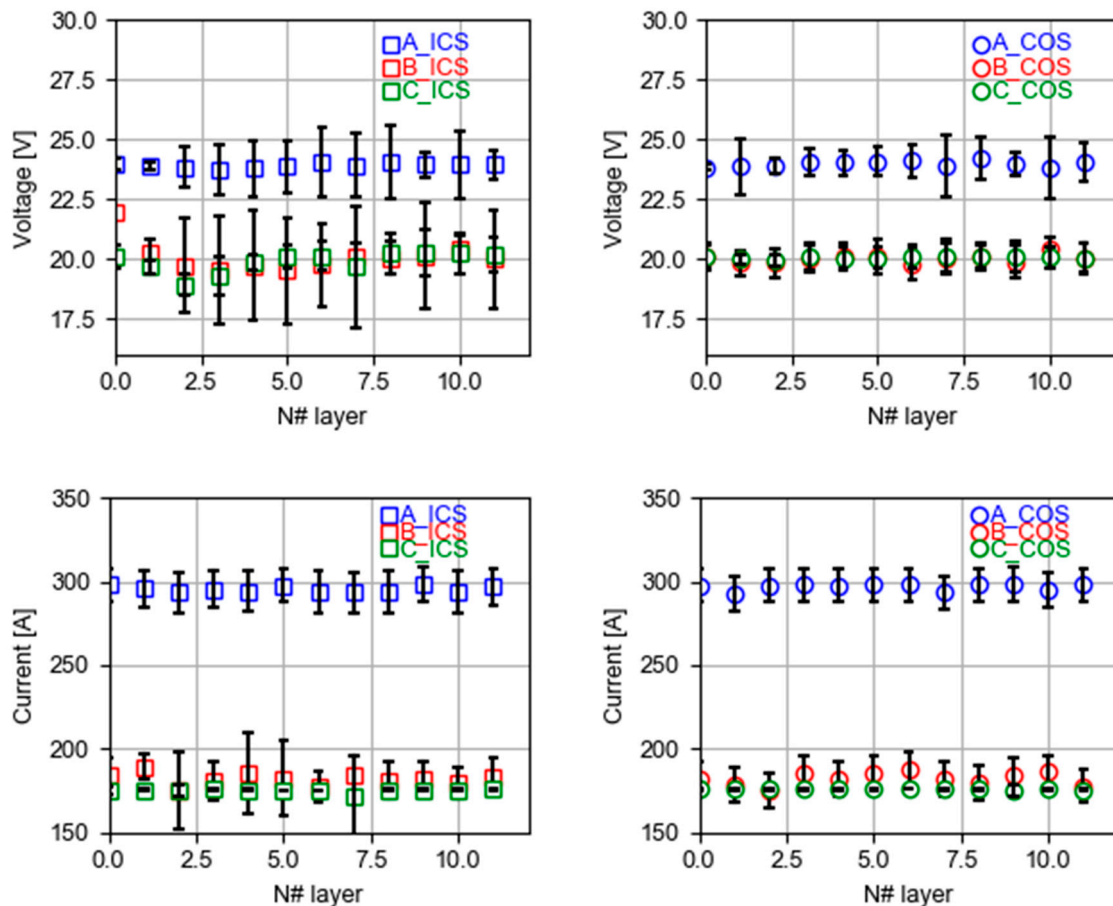 30.0
27.5
25.0
22.5
20.0
17.5
Voltage [V]
A_ICS
B_ICS
C_ICS
0.0 2.5 5.0 7.5 10.0
N# layer
30.0
27.5
25.0
22.5
20.0
17.5
Voltage [V]
A_COS
B_COS
C_COS
0.0 2.5 5.0 7.5 10.0
N# layer
350
300
250
200
150
Current [A]
A_ICS
B_ICS
C_ICS
0.0 2.5 5.0 7.5 10.0
N# layer
350
300
250
200
150
Current [A]
A_COS
B_COS
C_COS
0.0 2.5 5.0 7.5 10.0
N# layer